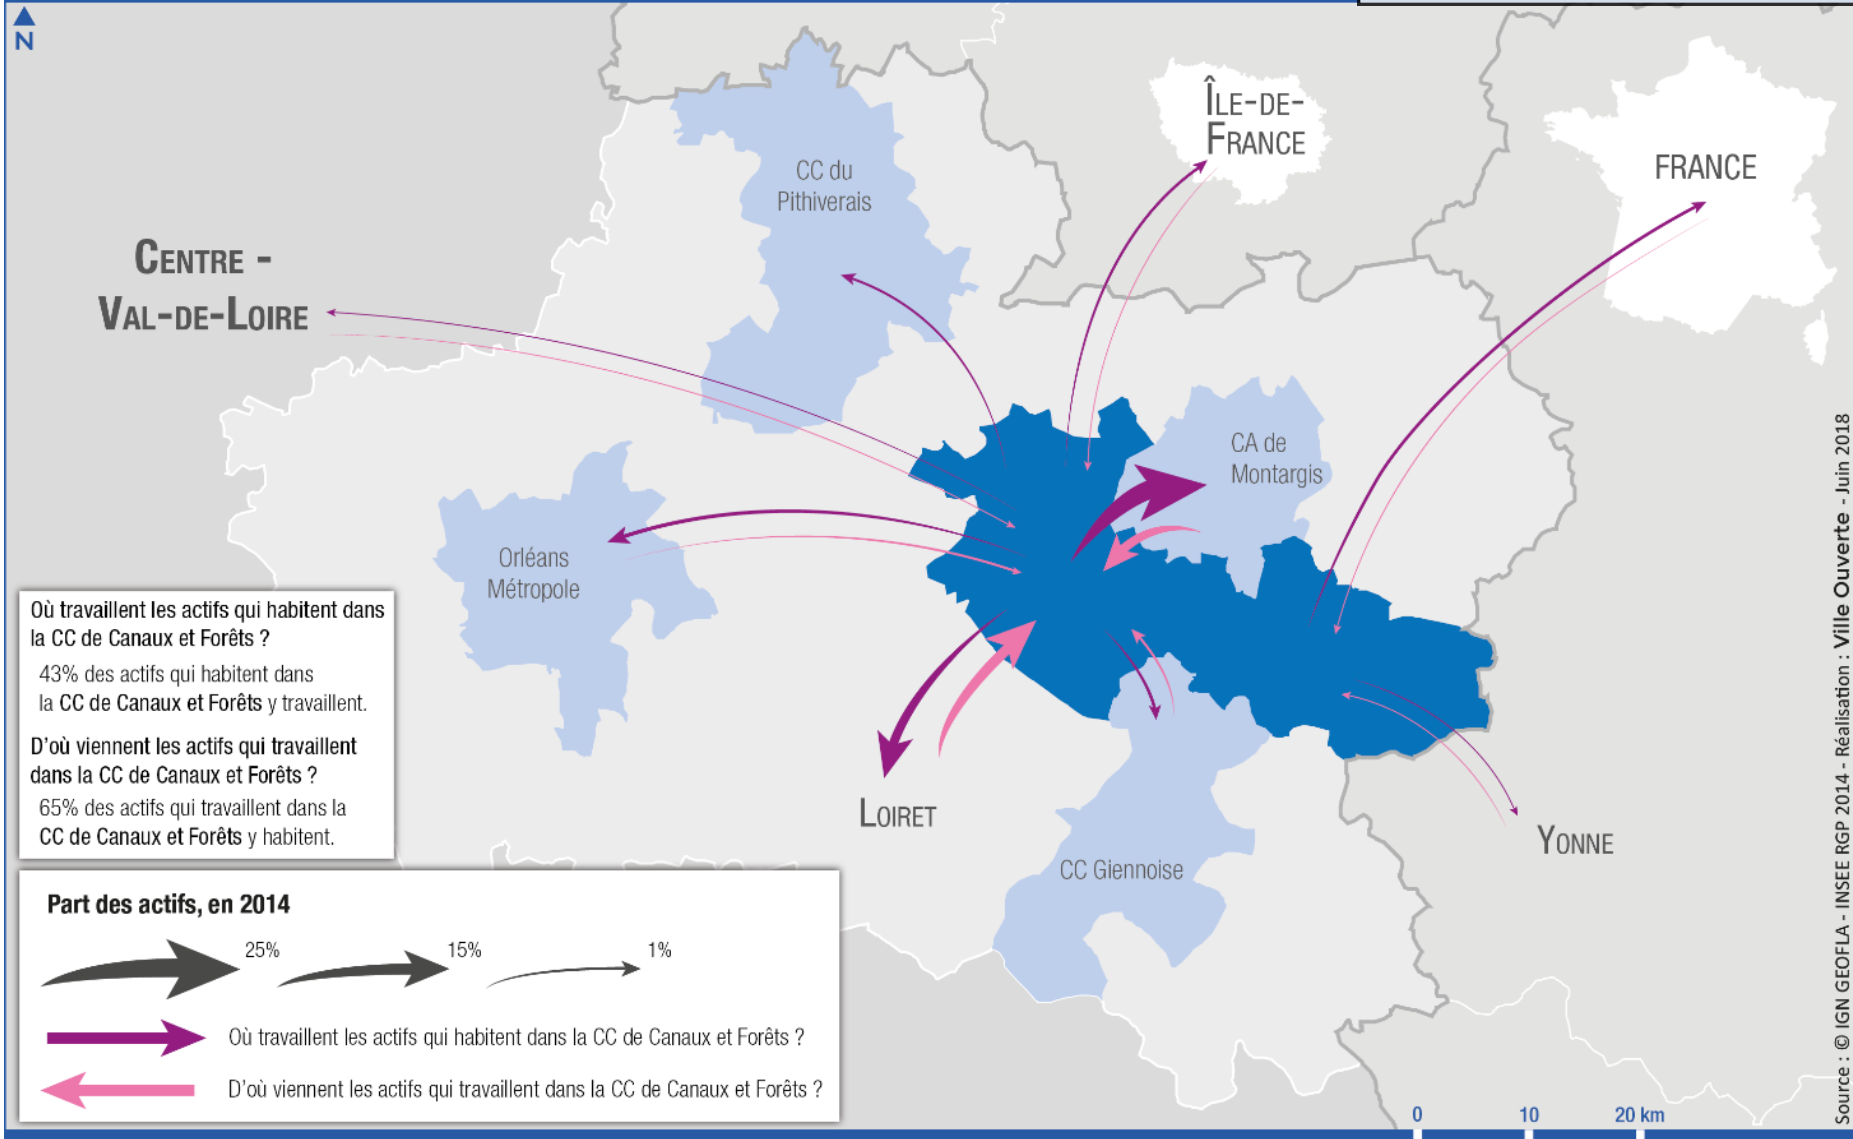 N
CC du
Pithiverais
ÎLE-DE-
FRANCE
FRANCE
CENTRE -
VAL-DE-LOIRE
CA de
Montargis
Orléans
Métropole
LOIRET
CC Giennoise
YONNE
Où travaillent les actifs qui habitent dans
la CC de Canaux et Forêts ?
43% des actifs qui habitent dans
la CC de Canaux et Forêts y travaillent.
D'où viennent les actifs qui travaillent
dans la CC de Canaux et Forêts ?
65% des actifs qui travaillent dans la
CC de Canaux et Forêts y habitent.
Part des actifs, en 2014
25% 15% 1%
Où travaillent les actifs qui habitent dans la CC de Canaux et Forêts ?
D'où viennent les actifs qui travaillent dans la CC de Canaux et Forêts ?
0 10 20 km
Source : © IGN GEOFLA - INSEE RGP 2014 - Réalisation : Ville Ouverte - Juin 2018